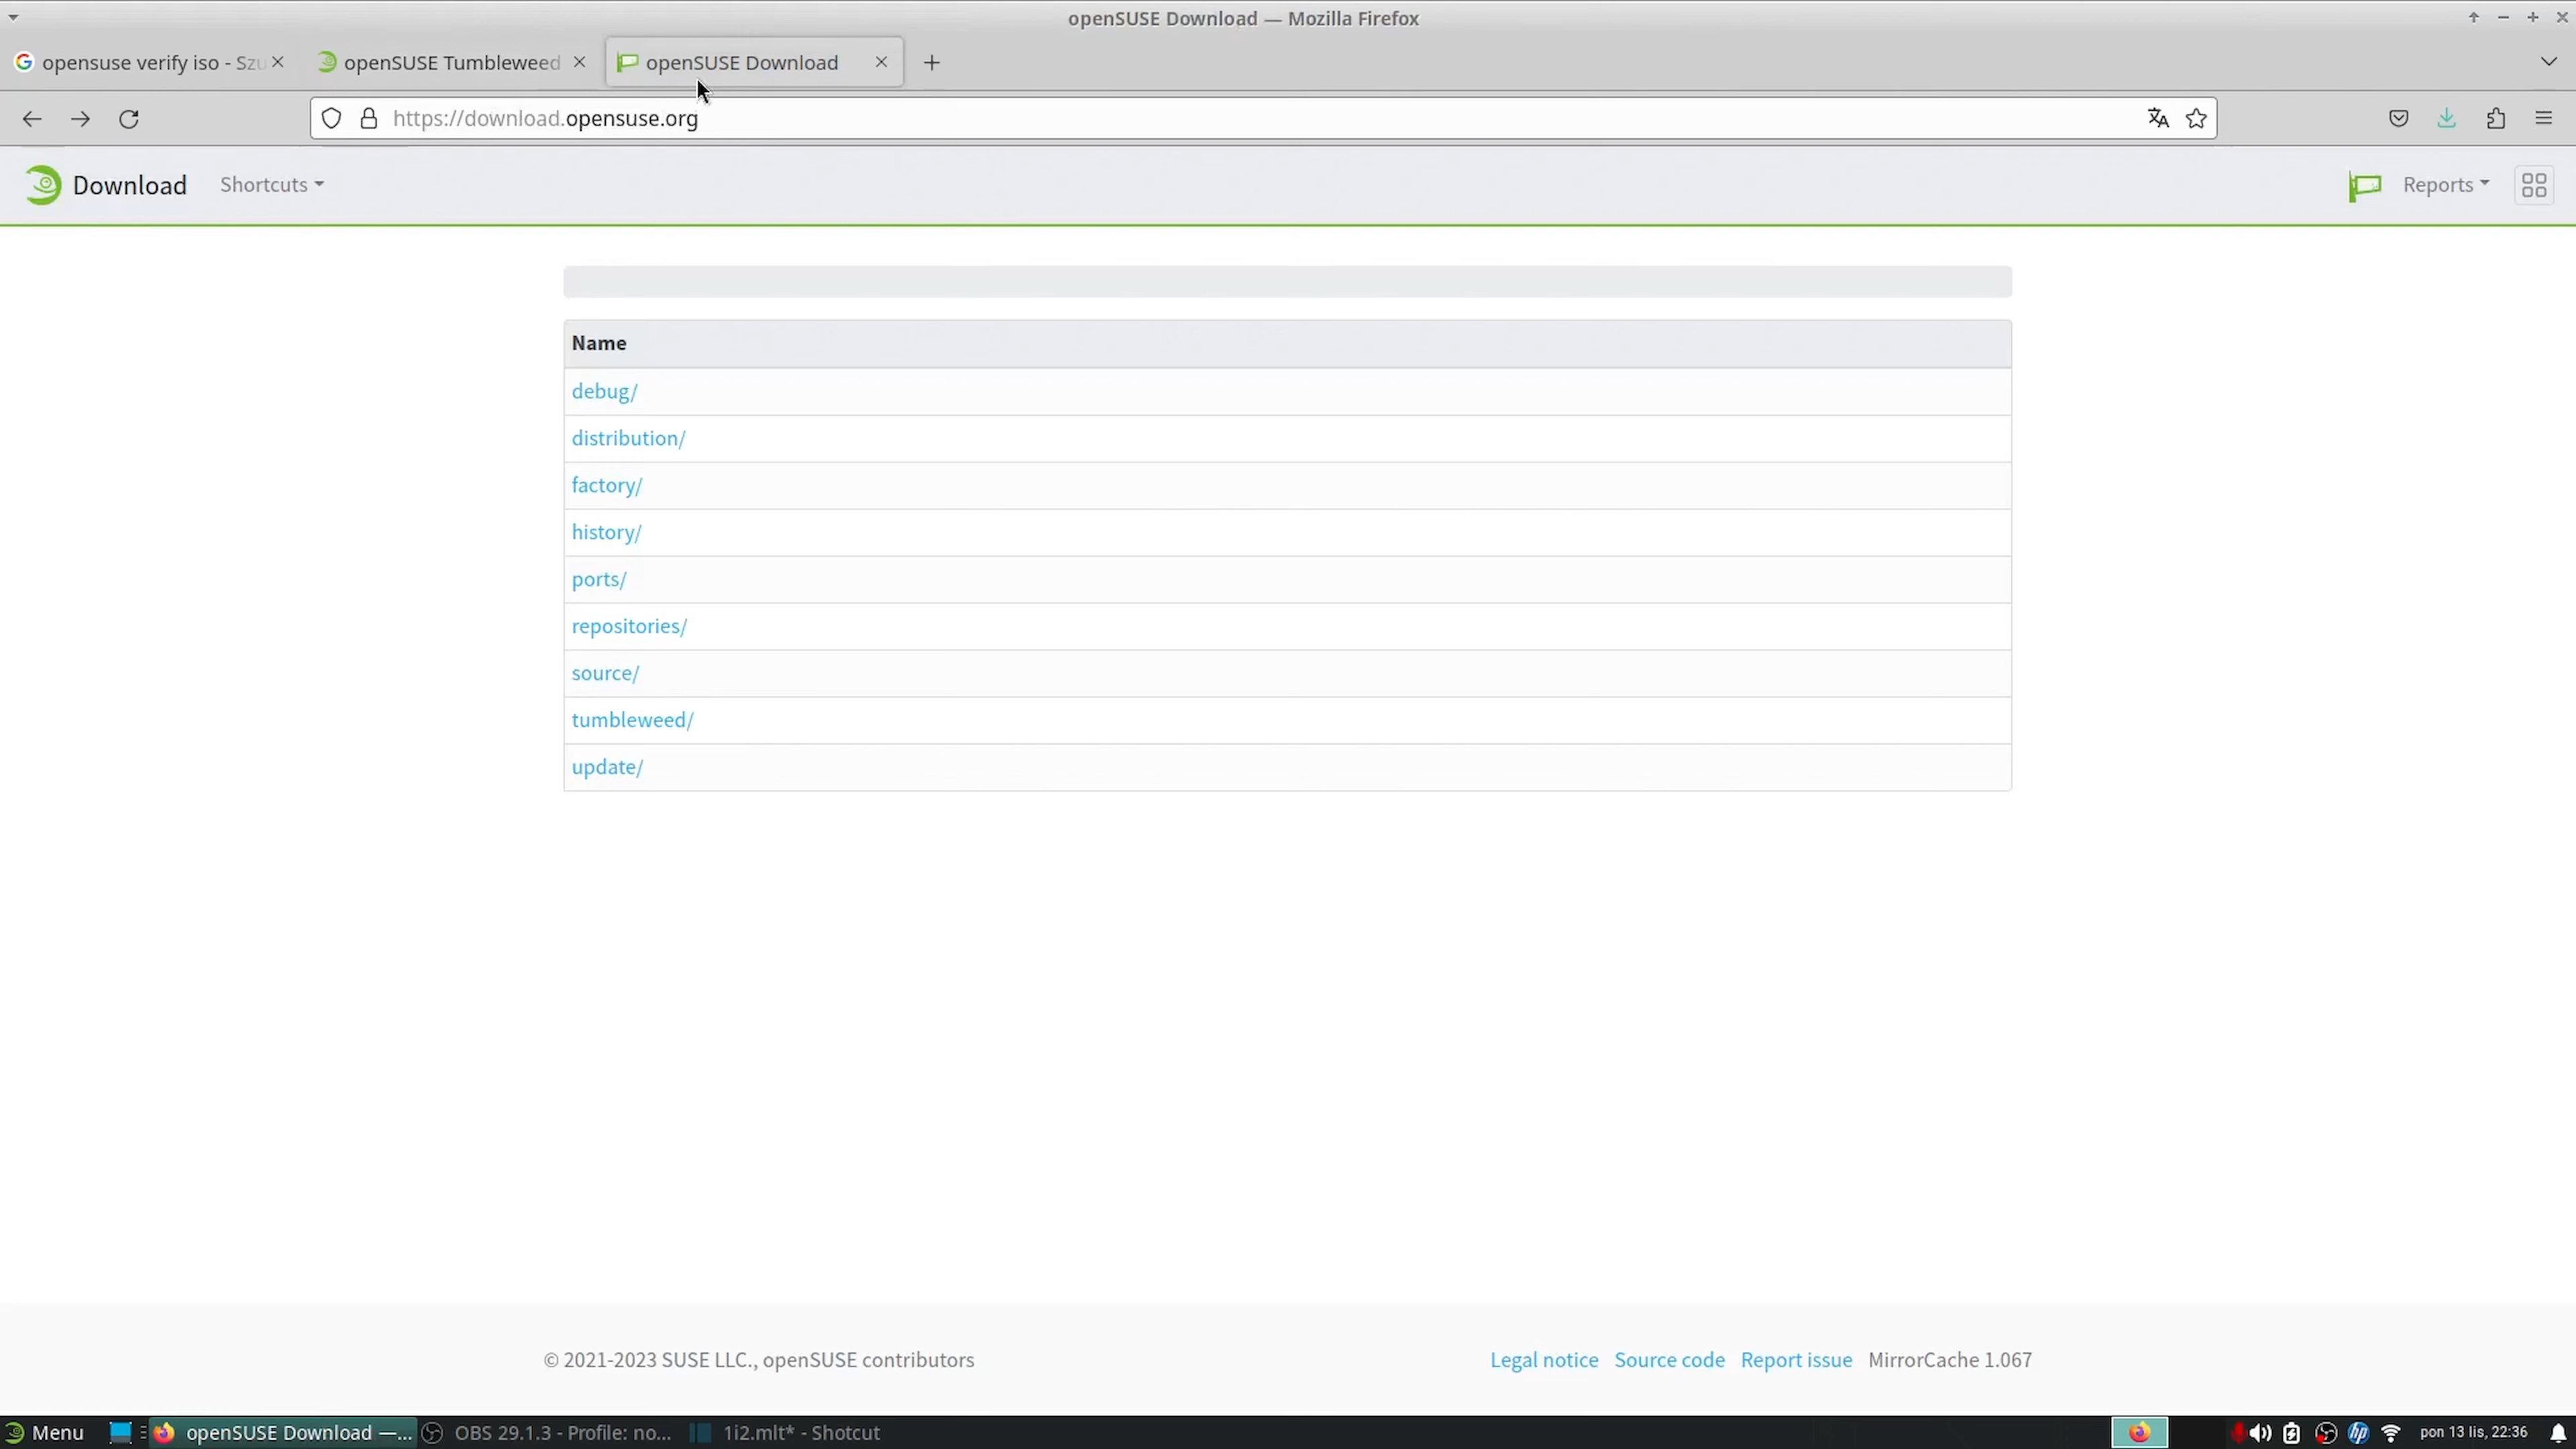 openSUSE Download — Mozilla Firefox
opensuse verify iso - Szu
openSUSE Tumbleweed
openSUSE Download
https://download.opensuse.org
Download
Shortcuts
Reports
Name
debug/
distribution/
factory/
history/
ports/
repositories/
source/
tumbleweed/
update/
© 2021-2023 SUSE LLC., openSUSE contributors
Legal notice Source code Report issue MirrorCache 1.067
Menu
openSUSE Download —...
OBS 29.1.3 - Profile: no...
1i2.mlt* - Shotcut
hp
pon 13 lis, 22:36